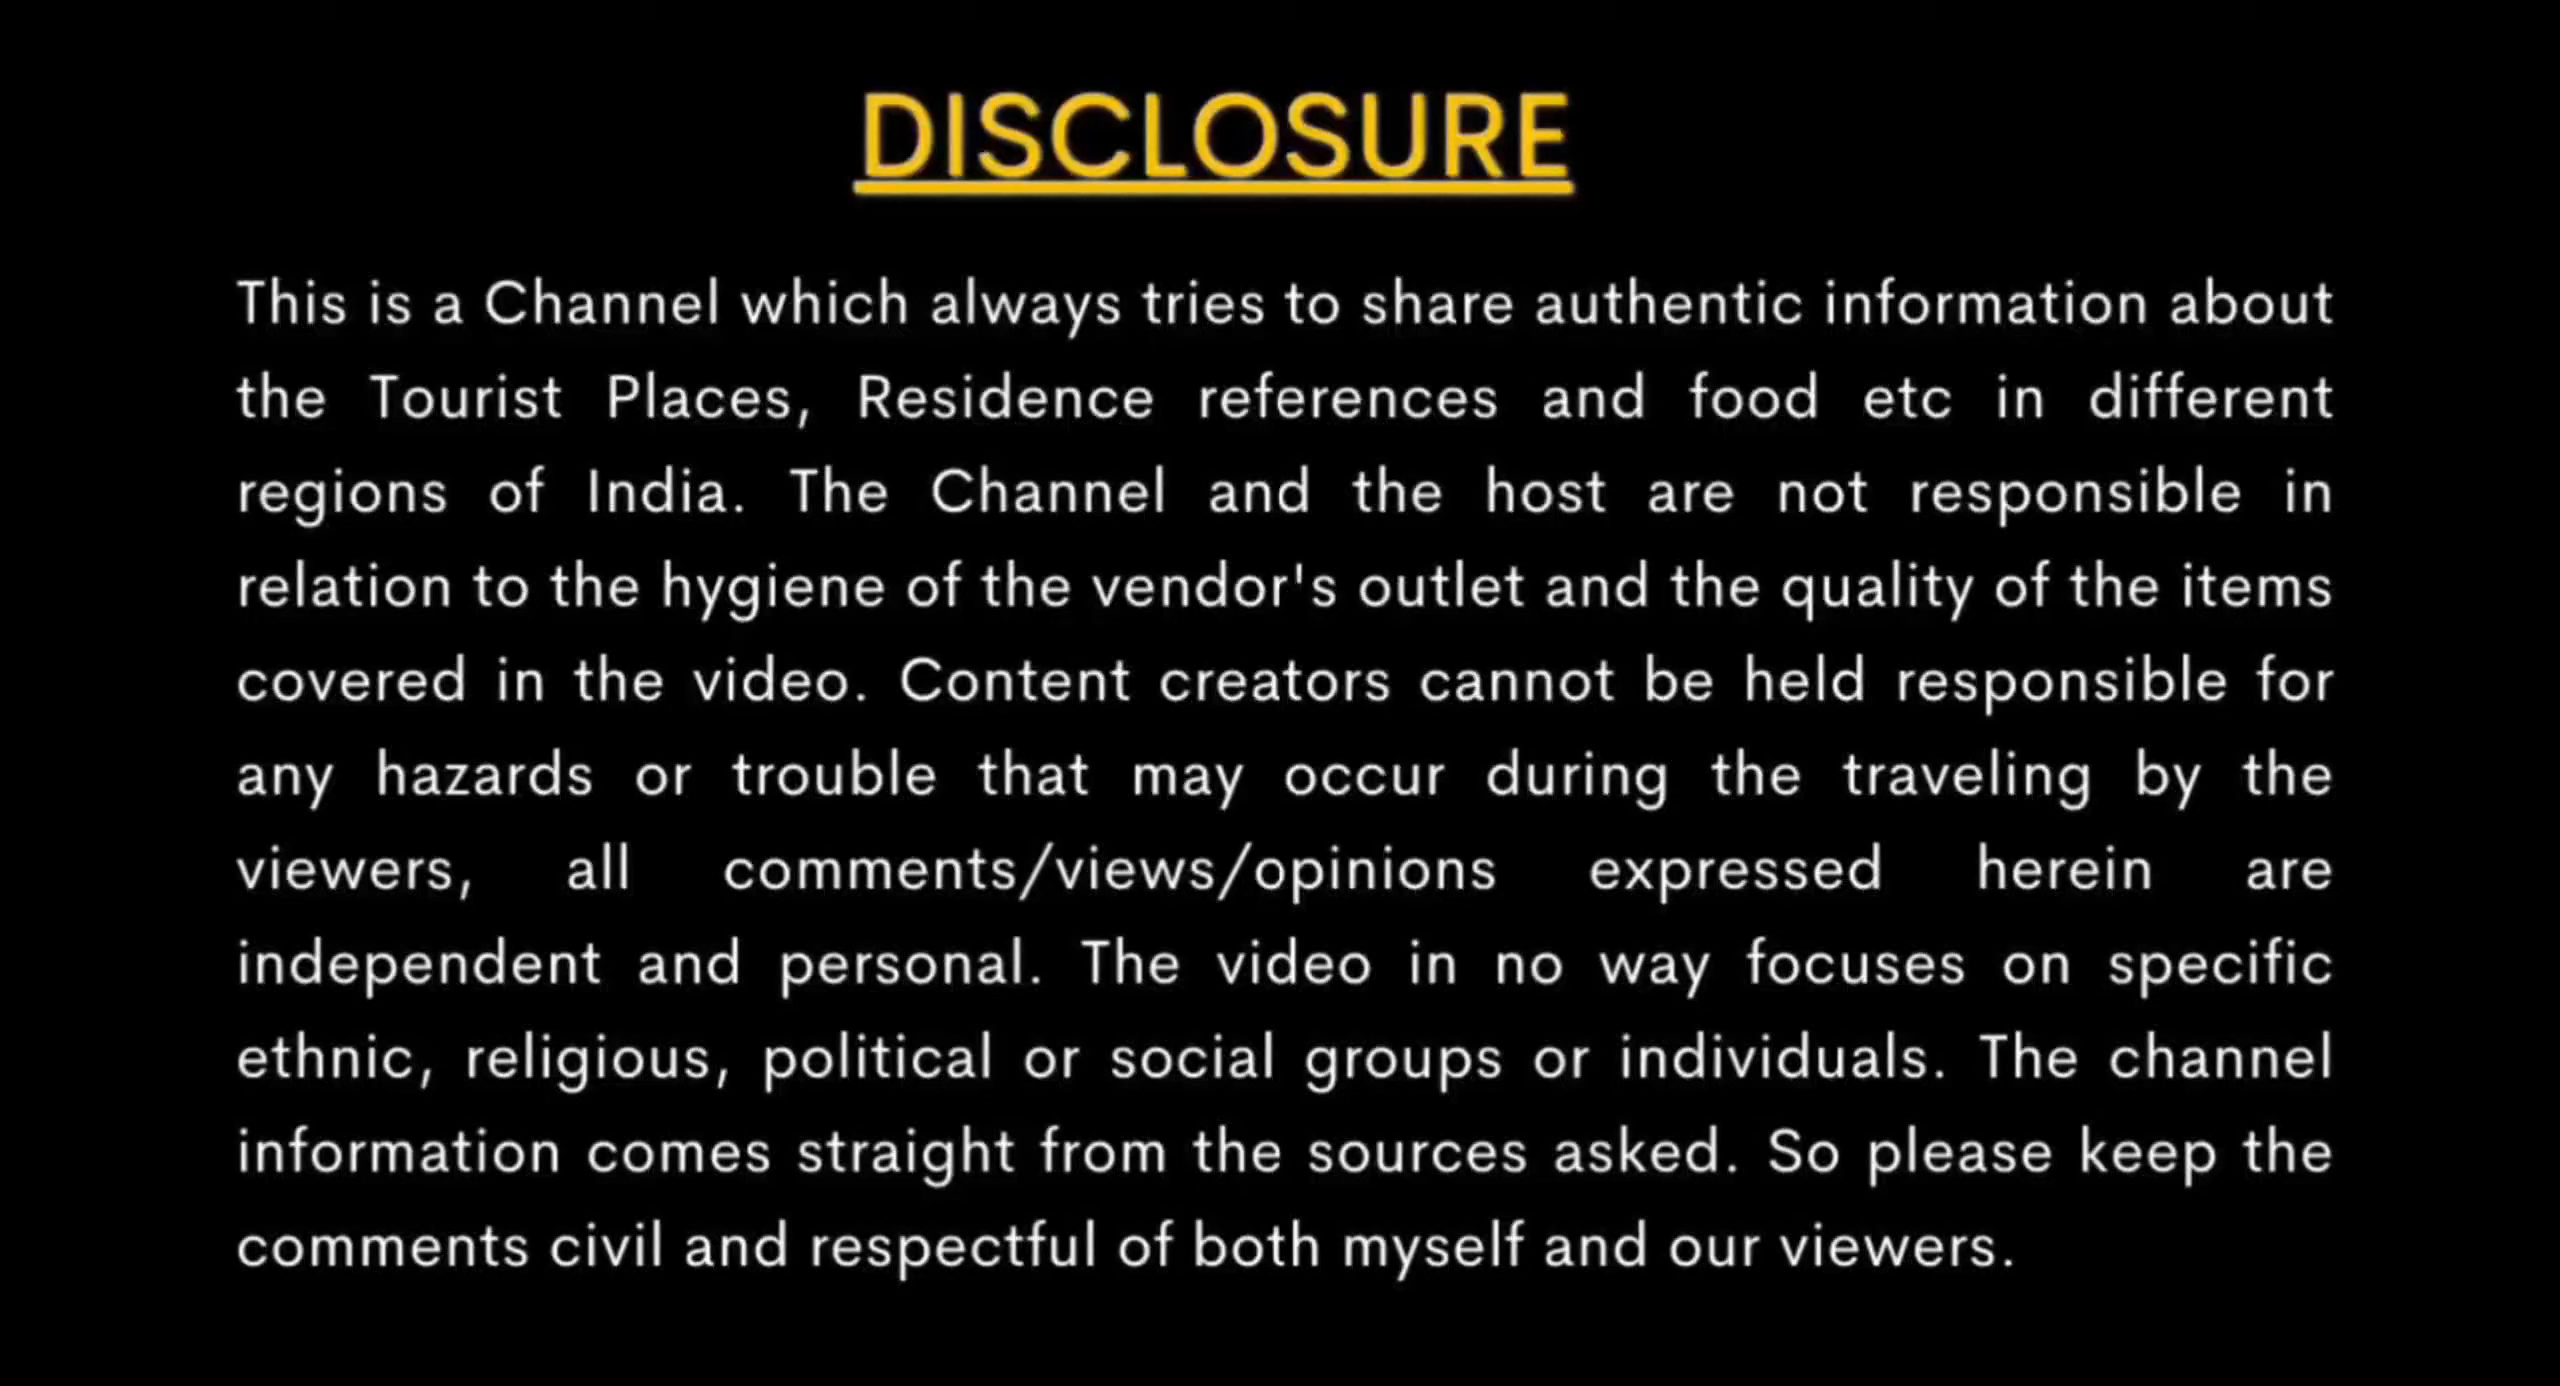 DISCLOSURE
This is a Channel which always tries to share authentic information about
the Tourist Places, Residence references and food etc in different
regions of India. The Channel and the host are not responsible in
relation to the hygiene of the vendor's outlet and the quality of the items
covered in the video. Content creators cannot be held responsible for
any hazards or trouble that may occur during the traveling by the
viewers, all comments/views/opinions expressed herein are
independent and personal. The video in no way focuses on specific
ethnic, religious, political or social groups or individuals. The channel
information comes straight from the sources asked. So please keep the
comments civil and respectful of both myself and our viewers.